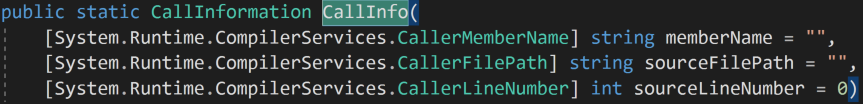 public static CallInformation CallInfo(
[System.Runtime.CompilerServices.CallerMemberName] string memberName = "",
[System.Runtime.CompilerServices.CallerFilePath] string sourceFilePath = "",
[System.Runtime.CompilerServices.CallerLineNumber] int sourceLineNumber = 0)